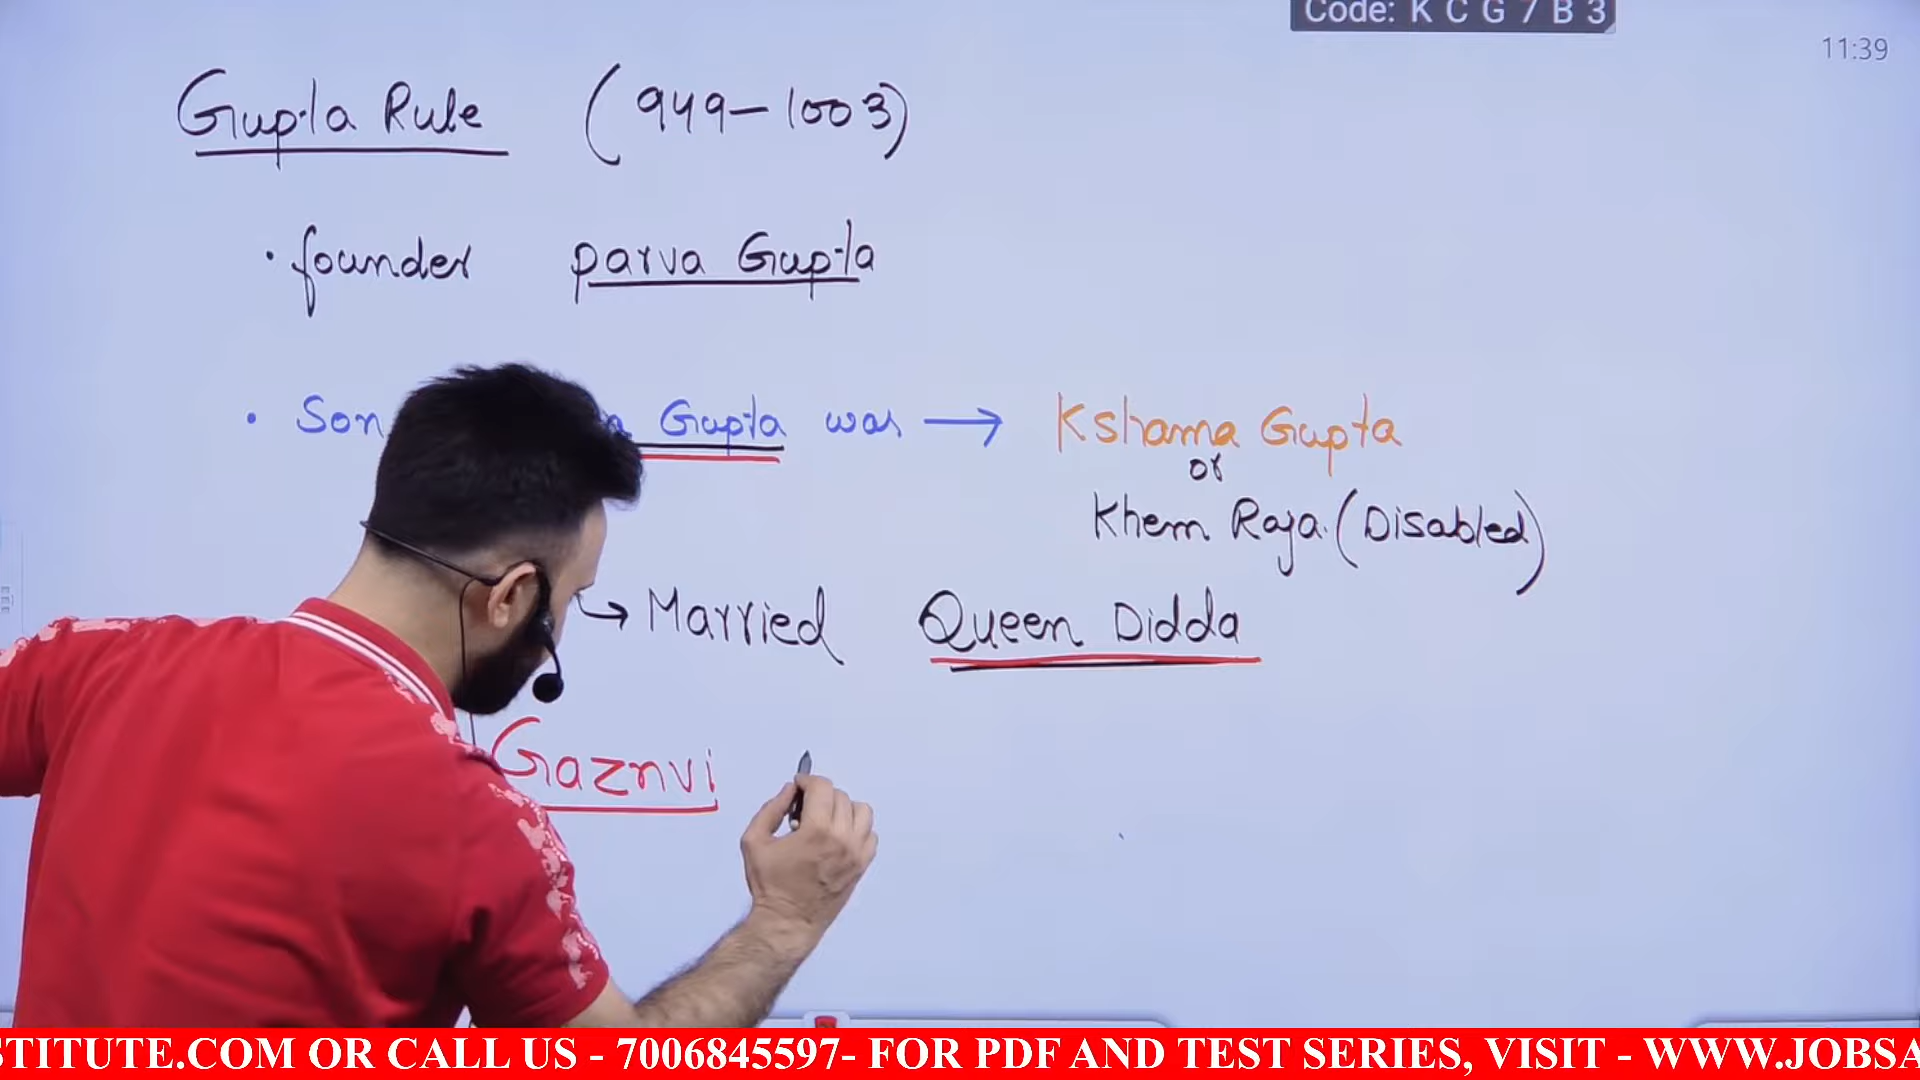 Code: K C G 7 B 3
11:39
Gupta Rule (949-1003)
• founder parva Gupta
• Son Gupta was → Kshama Gupta
or
Khem Raja (Disabled)
↳ Married Queen Didda
Gaznvi
STITUTE.COM OR CALL US - 7006845597- FOR PDF AND TEST SERIES, VISIT - WWW.JOBSA